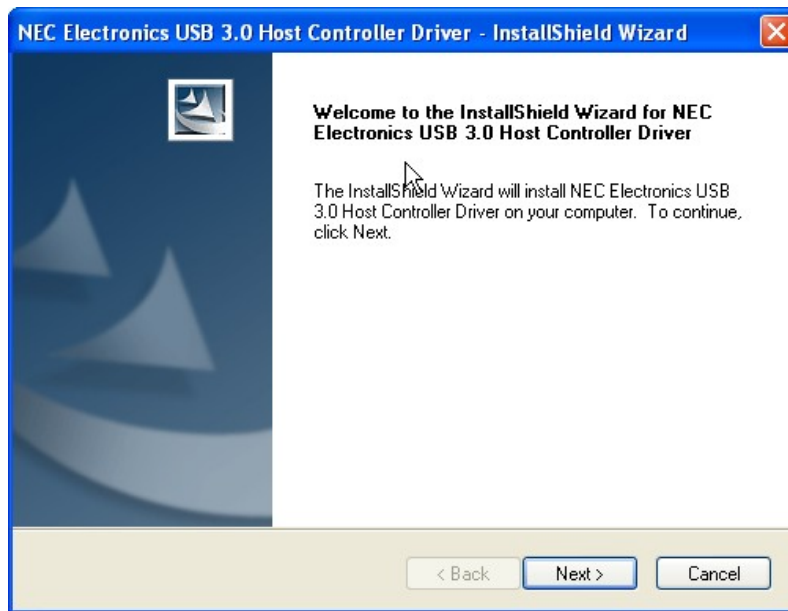 NEC Electronics USB 3.0 Host Controller Driver - InstallShield Wizard
Welcome to the InstallShield Wizard for NEC
Electronics USB 3.0 Host Controller Driver
The InstallShield Wizard will install NEC Electronics USB
3.0 Host Controller Driver on your computer.  To continue,
click Next.
< Back Next > Cancel